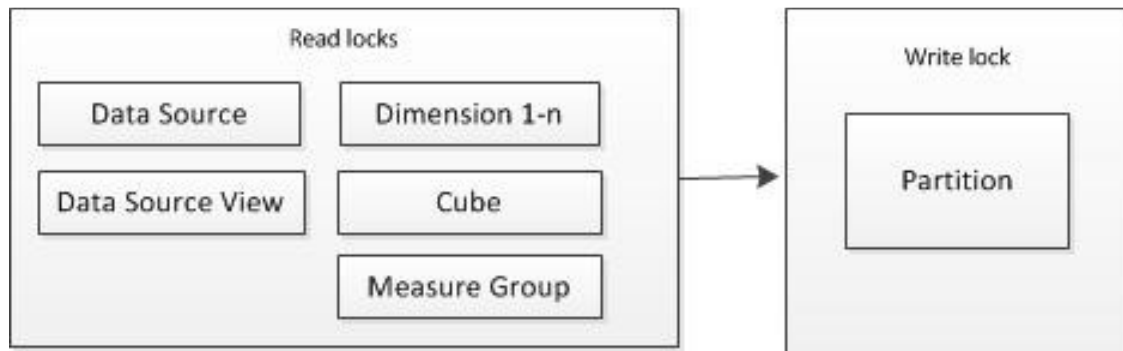 Read locks
Data Source
Dimension 1-n
Data Source View
Cube
Measure Group
Write lock
Partition